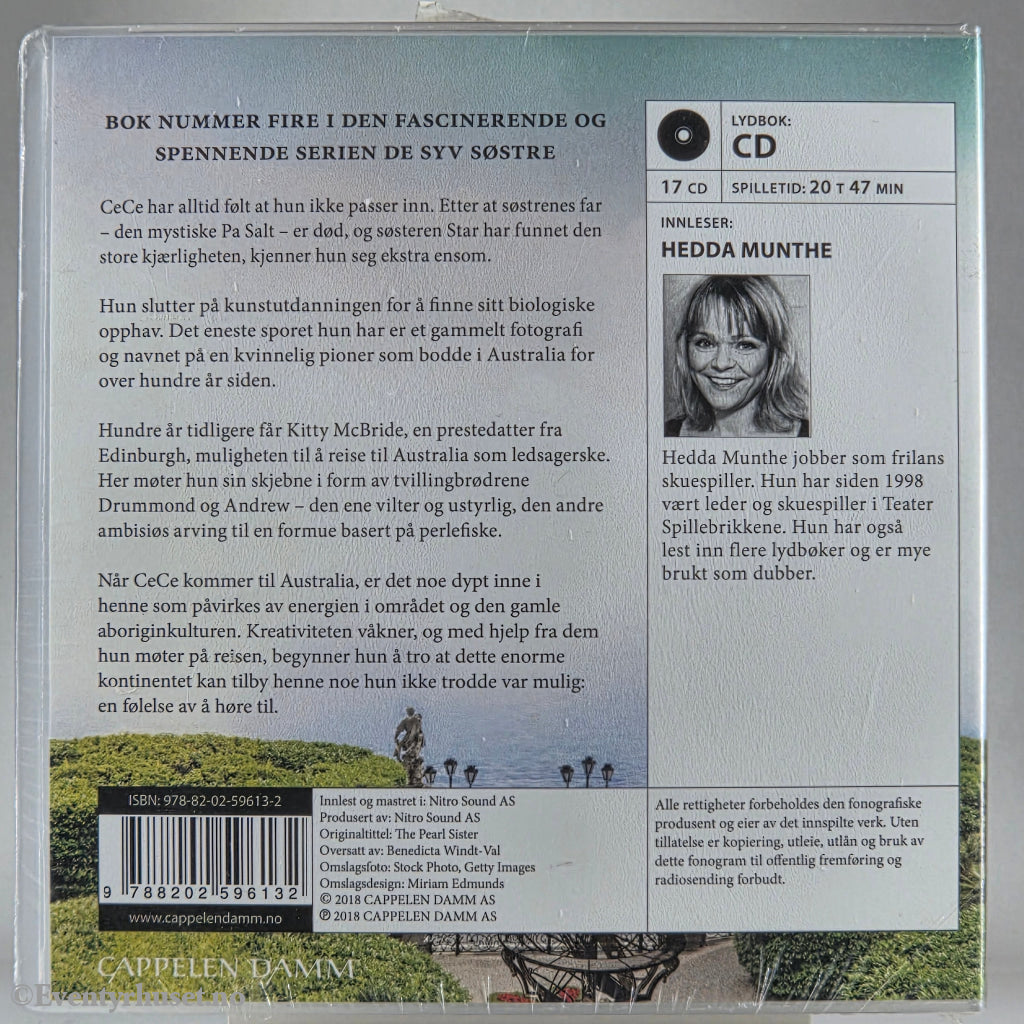 BOK NUMMER FIRE I DEN FASCINERENDE OG
SPENNENDE SERIEN DE SYV SØSTRE
CeCe har alltid følt at hun ikke passer inn. Etter at søstrenes far
– den mystiske Pa Salt – er død, og søsteren Star har funnet den
store kjærligheten, kjenner hun seg ekstra ensom.
Hun slutter på kunstutdanningen for å finne sitt biologiske
opphav. Det eneste sporet hun har er et gammelt fotografi
og navnet på en kvinnelig pioner som bodde i Australia for
over hundre år siden.
Hundre år tidligere får Kitty McBride, en prestedatter fra
Edinburgh, muligheten til å reise til Australia som ledsagerske.
Her møter hun sin skjebne i form av tvillingbrødrene
Drummond og Andrew – den ene vilter og ustyrlig, den andre
ambisiøs arving til en formue basert på perlefiske.
Når CeCe kommer til Australia, er det noe dypt inne i
henne som påvirkes av energien i området og den gamle
aboriginkulturen. Kreativiteten våkner, og med hjelp fra dem
hun møter på reisen, begynner hun å tro at dette enorme
kontinentet kan tilby henne noe hun ikke trodde var mulig:
en følelse av å høre til.
LYDBOK:
CD
17 CD
SPILLETID: 20 T 47 MIN
INNLESER:
HEDDA MUNTHE
Hedda Munthe jobber som frilans
skuespiller. Hun har siden 1998
vært leder og skuespiller i Teater
Spillebrikkene. Hun har også
lest inn flere lydbøker og er mye
brukt som dubber.
ISBN: 978-82-02-59613-2
9 788202 596132
www.cappelendamm.no
Innlest og mastret i: Nitro Sound AS
Produsert av: Nitro Sound AS
Originaltittel: The Pearl Sister
Oversatt av: Benedicta Windt-Val
Omslagsfoto: Stock Photo, Getty Images
Omslagsdesign: Miriam Edmunds
© 2018 CAPPELEN DAMM AS
℗ 2018 CAPPELEN DAMM AS
Alle rettigheter forbeholdes den fonografiske
produsent og eier av det innspilte verk. Uten
tillatelse er kopiering, utleie, utlån og bruk av
dette fonogram til offentlig fremføring og
radiosending forbudt.
CAPPELEN DAMM
©Eventyrhuset.no